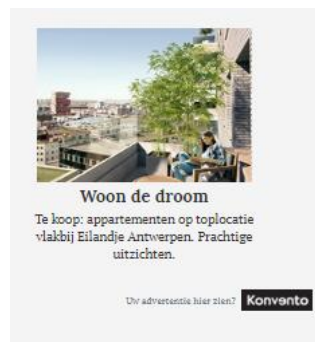 Woon de droom
Te koop: appartementen op toplocatie
vlakbij Eilandje Antwerpen. Prachtige
uitzichten.
Uw advertentie hier zien? Konvento